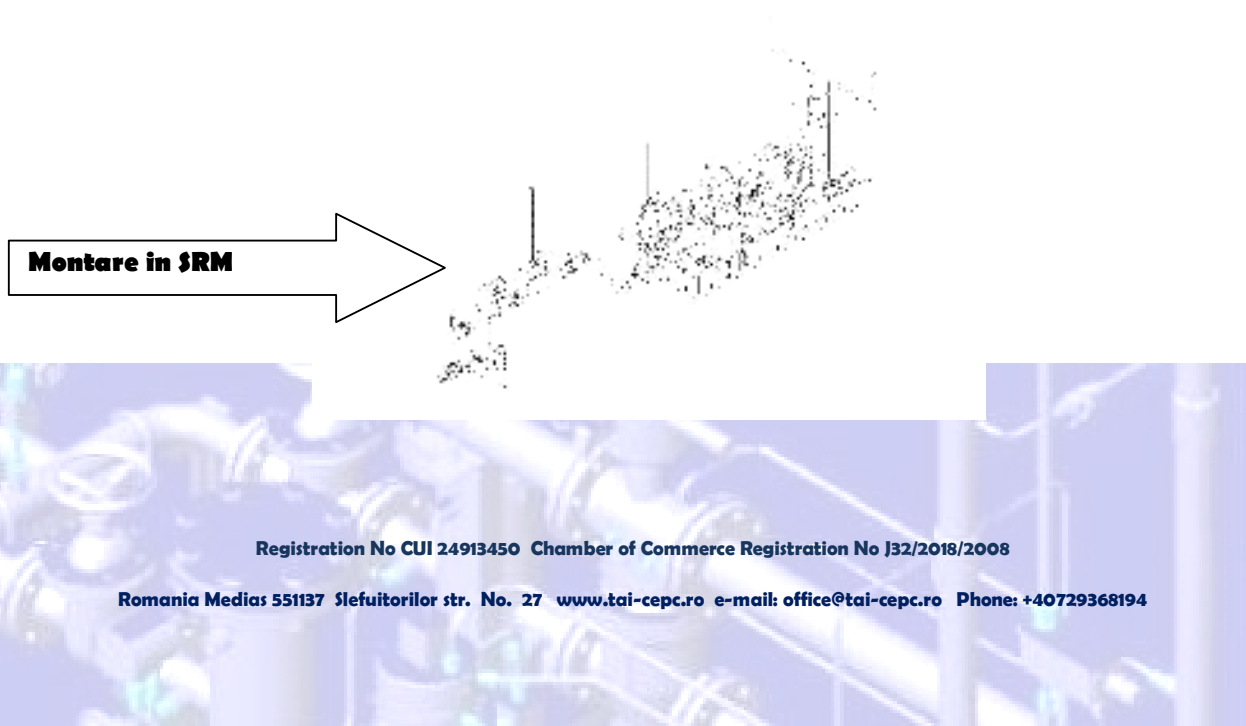 Montare in SRM
Registration No CUI 24913450 Chamber of Commerce Registration No J32/2018/2008
Romania Medias 551137 Slefuitorilor str. No. 27 www.tai-cepc.ro e-mail: office@tai-cepc.ro Phone: +40729368194